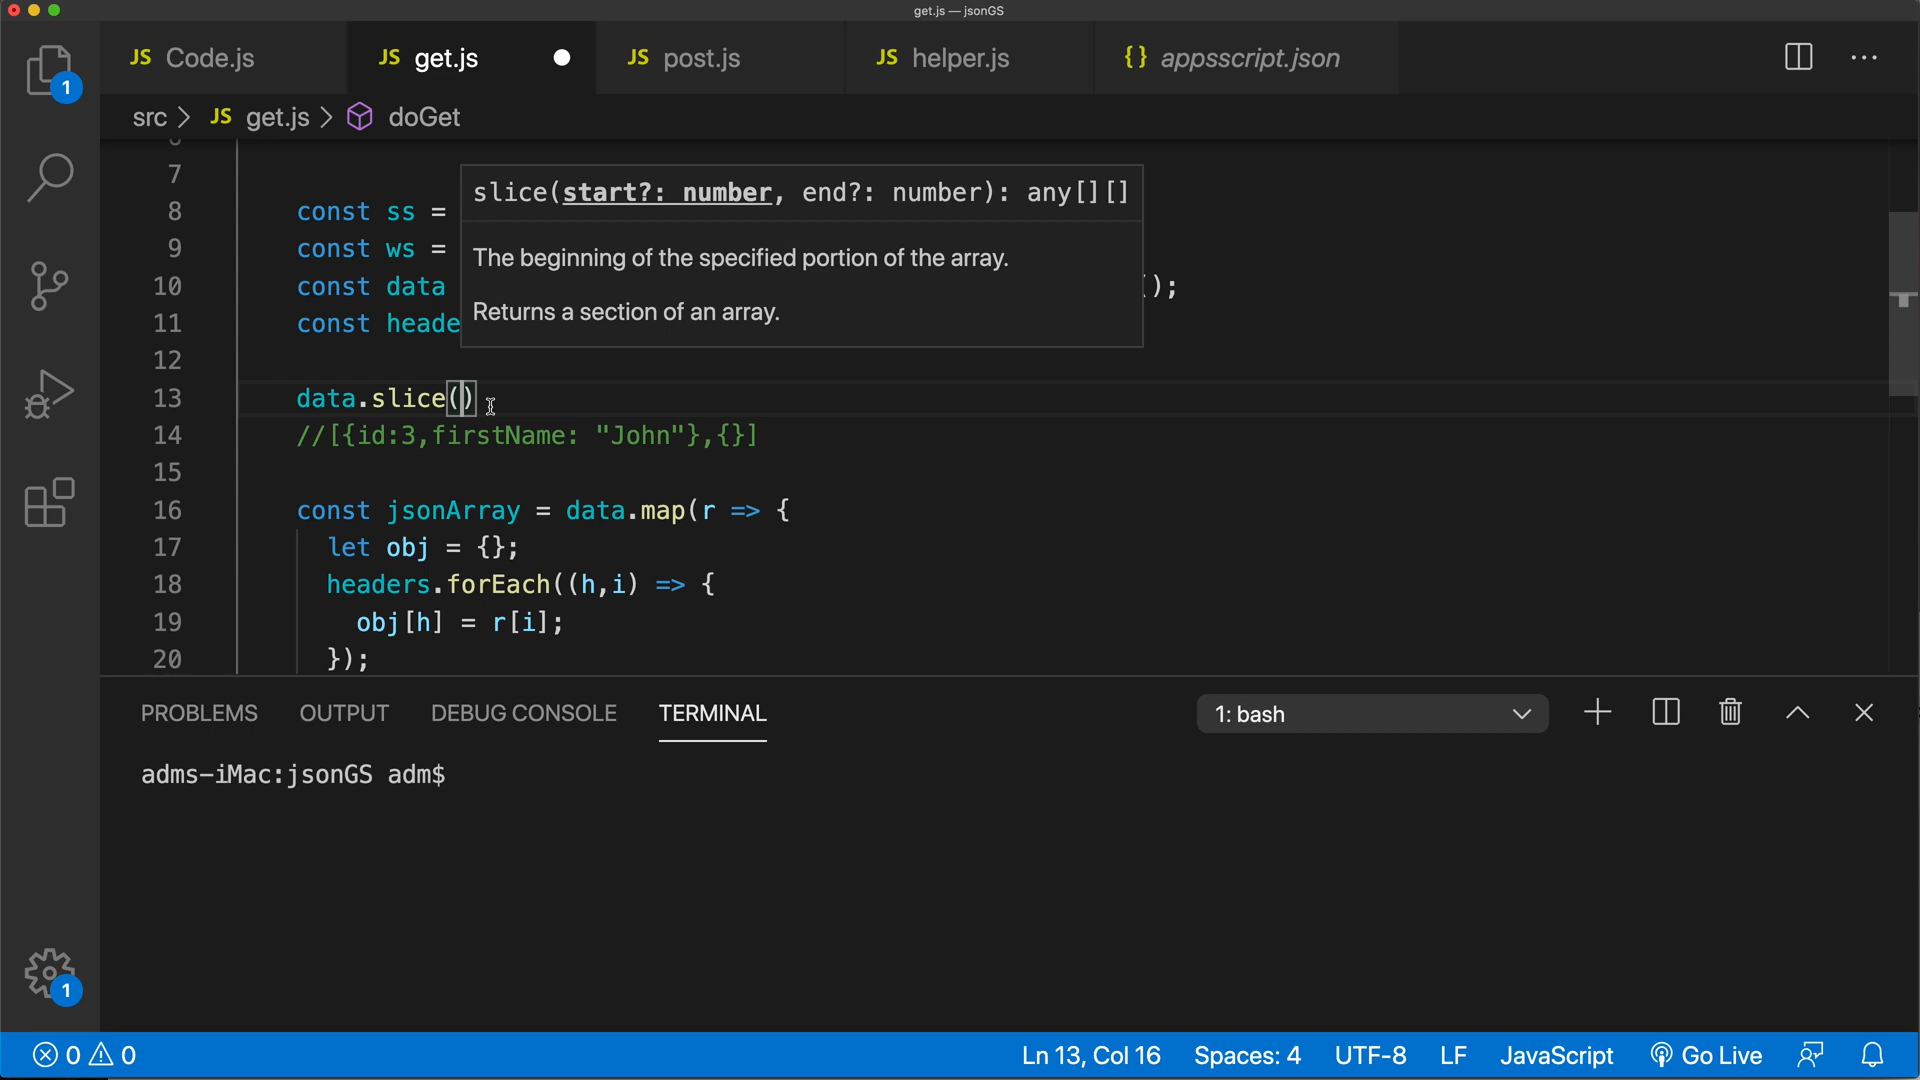 get.js — jsonGS
JS Code.js
JS get.js
JS post.js
JS helper.js
{} appsscript.json
1
src > JS get.js > doGet
7
slice(start?: number, end?: number): any[][]
The beginning of the specified portion of the array.
Returns a section of an array.
8 const ss =
9 const ws =
10 const data );
11 const heade
12
13 data.slice()
14 //[{id:3,firstName: "John"},{}]
15
16 const jsonArray = data.map(r => {
17 let obj = {};
18 headers.forEach((h,i) => {
19 obj[h] = r[i];
20 });
PROBLEMS OUTPUT DEBUG CONSOLE TERMINAL 1: bash
adms-iMac:jsonGS adm$
1
0 0 Ln 13, Col 16 Spaces: 4 UTF-8 LF JavaScript Go Live